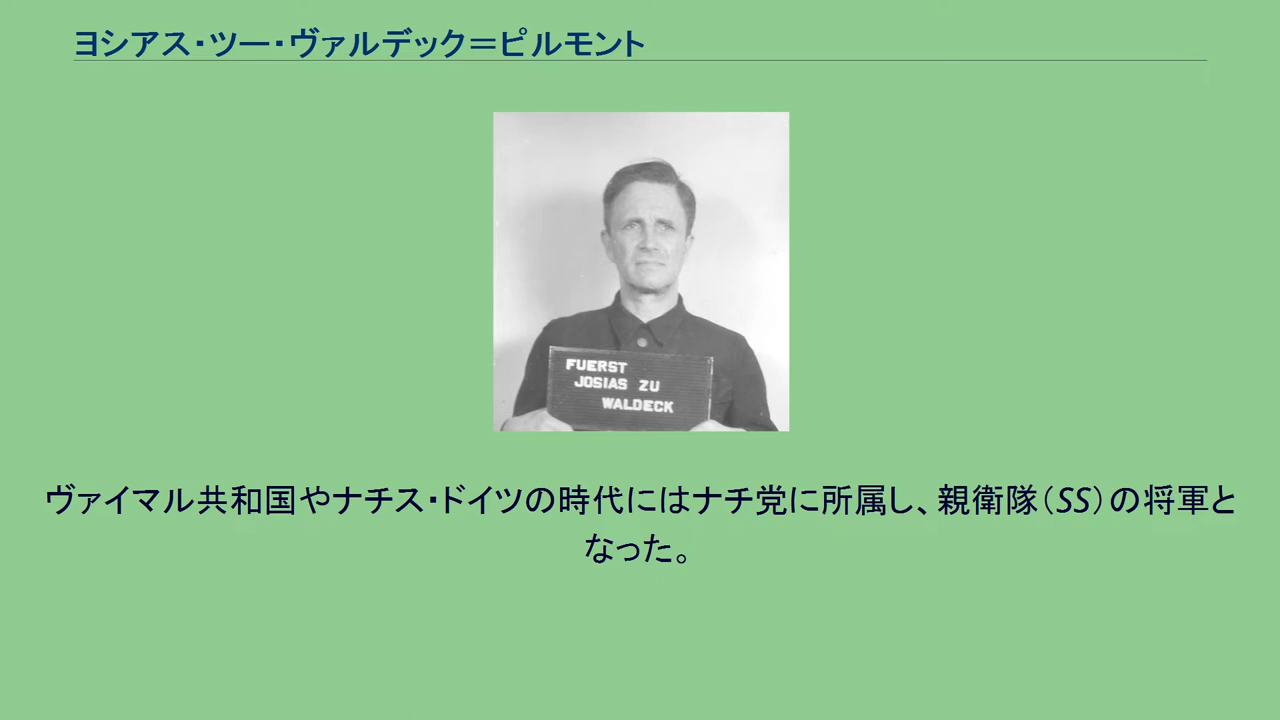 ヨシアス・ツー・ヴァルデック＝ピルモント
FUERST
JOSIAS ZU
WALDECK
ヴァイマル共和国やナチス・ドイツの時代にはナチ党に所属し、親衛隊（SS）の将軍と
なった。